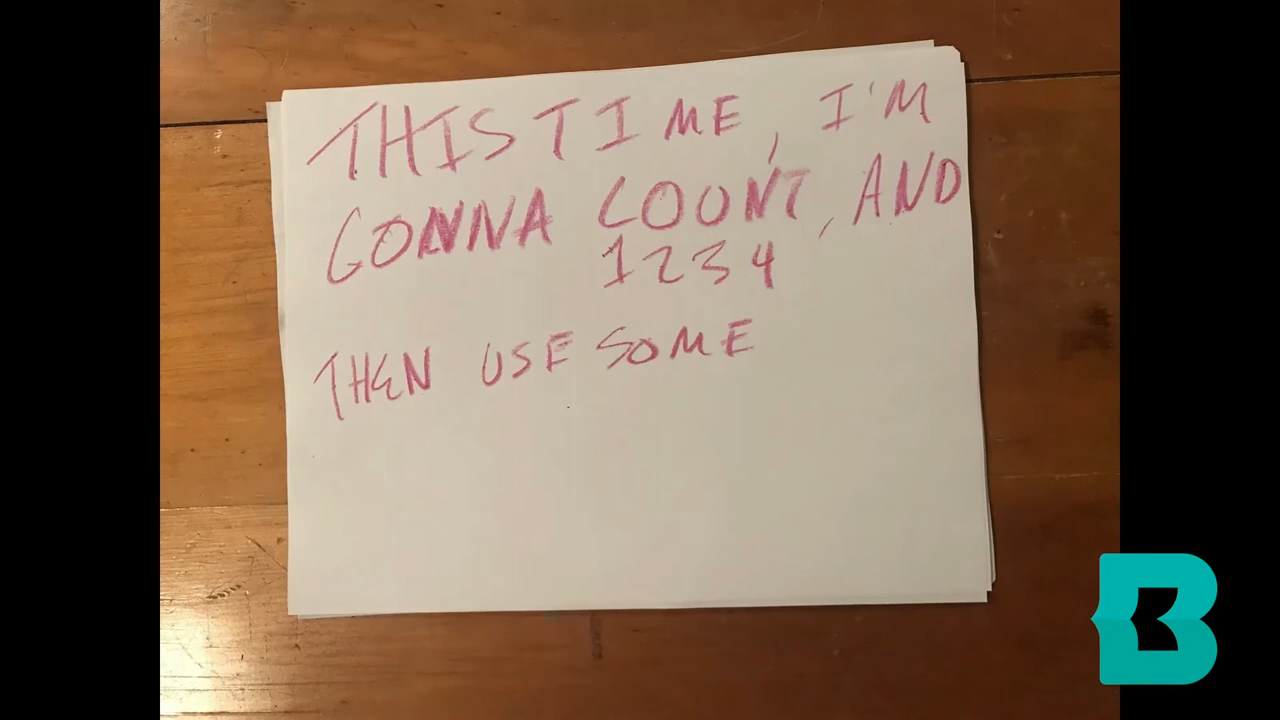 THIS TIME, I'M
GONNA COUNT, AND
1234
THEN USE SOME
B